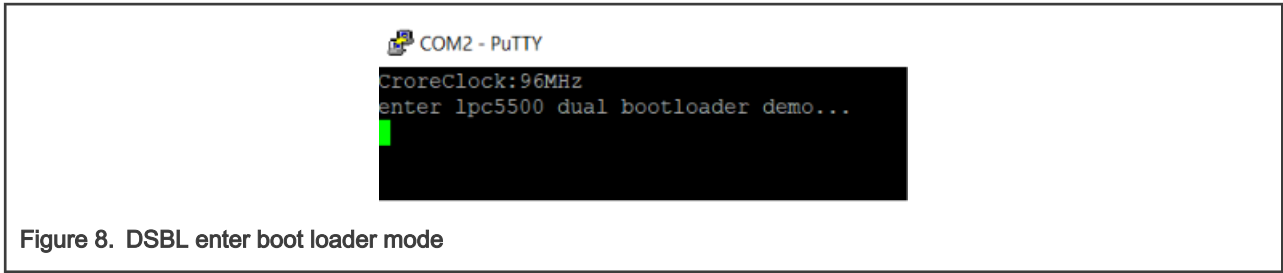 COM2 - PuTTY
CroreClock:96MHz
enter lpc5500 dual bootloader demo...
Figure 8. DSBL enter boot loader mode